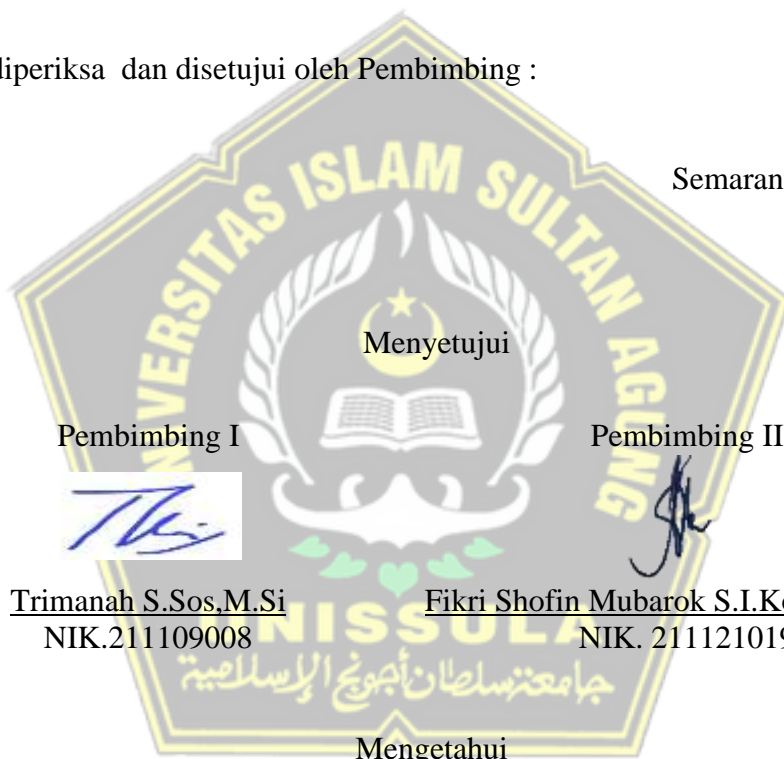 diperiksa dan disetujui oleh Pembimbing :
Semaran
UNIVERSITAS ISLAM SULTAN AGUNG
Menyetujui
Pembimbing I Pembimbing II
Trimanah S.Sos,M.Si Fikri Shofin Mubarok S.I.K
NIK.211109008 NIK. 211121019
UNISSULA
جامعة سلطان أجونج الإسلامية
Mengetahui